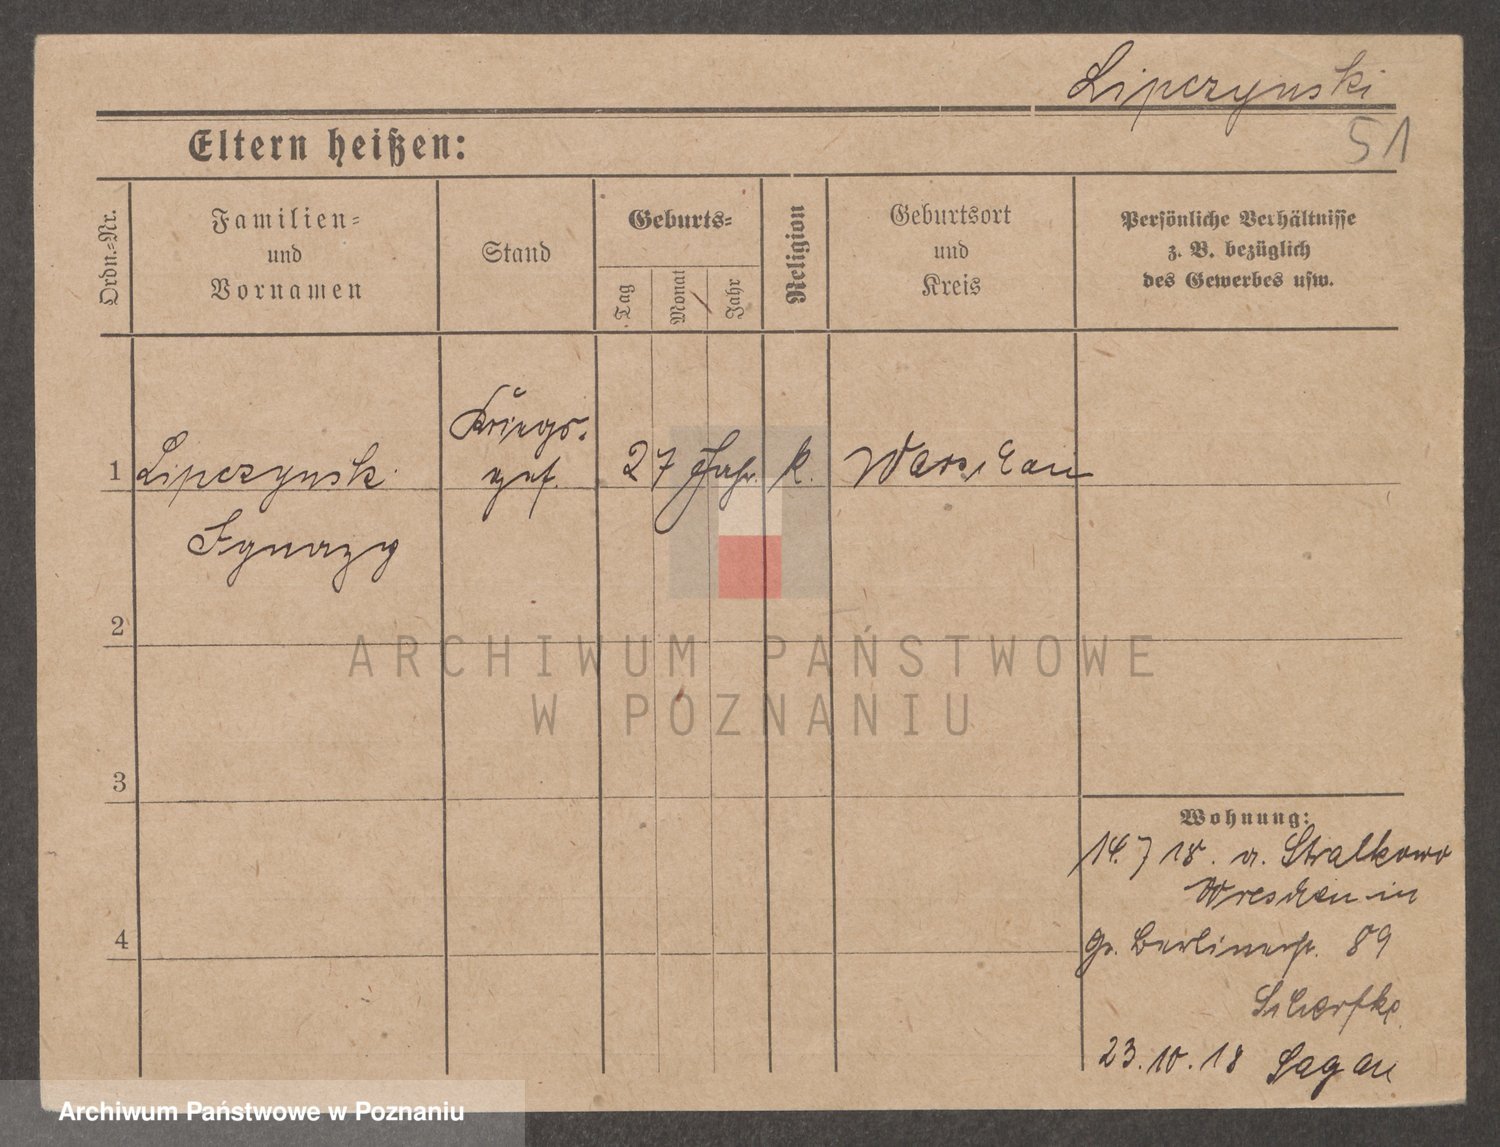 Lipczynski
51
Eltern heißen:
Ordn.=Nr.
Familien=
und
Vornamen
Stand
Geburts=
Tag
Monat
Jahr
Religion
Geburtsort
und
Kreis
Persönliche Verhältnisse
z. B. bezüglich
des Gewerbes usw.
Kriegs-
1 Lipczynski gef. 27 Jahr k. Warschau
Ignazy
2
ARCHIWUM PAŃSTWOWE
W POZNANIU
3
Wohnung:
14.7 18. a. Stralkowo
Wreschen in
Gr. Berlinerstr. 89
4
Scherfke
23.10.18 Sagan
Archiwum Państwowe w Poznaniu